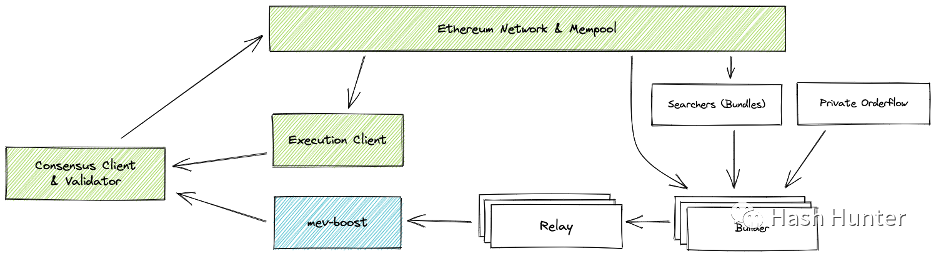 Ethereum Network & Mempool
Searchers (Bundles)
Private Orderflow
Execution Client
Consensus Client
& Validator
mev-boost
Relay
Builder
Hash Hunter